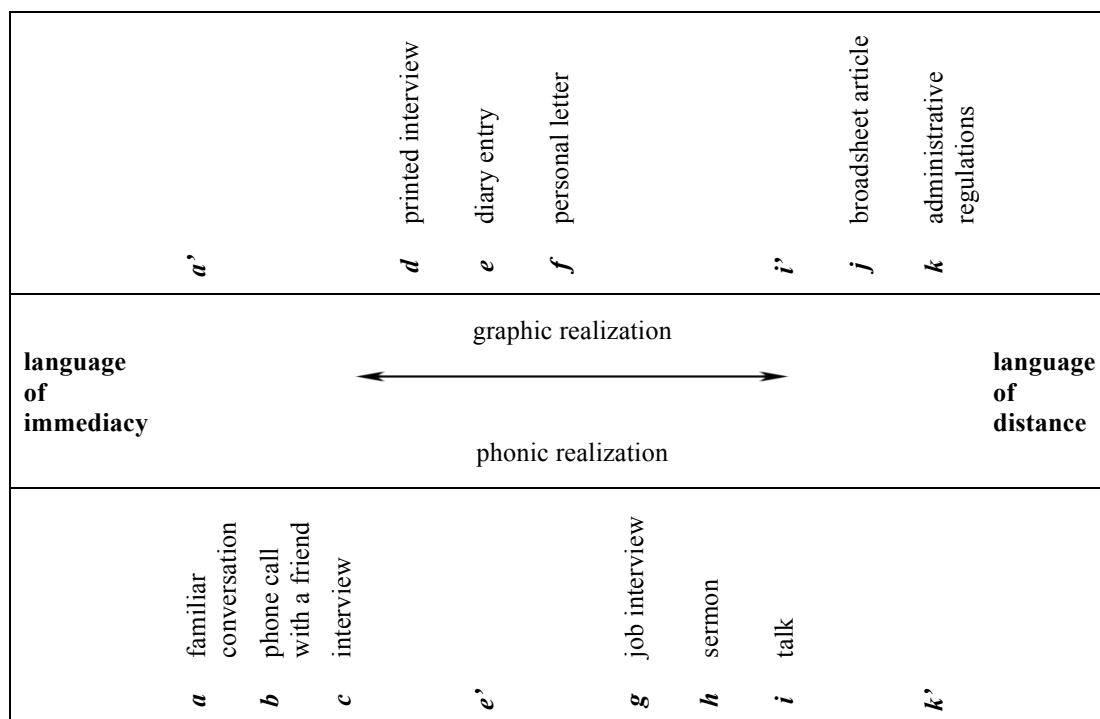 a’
d printed interview
e diary entry
f personal letter
i’
j broadsheet article
k administrative
regulations
graphic realization
language
of
immediacy
language
of
distance
phonic realization
a familiar
conversation
b phone call
with a friend
c interview
e’
g job interview
h sermon
i talk
k’